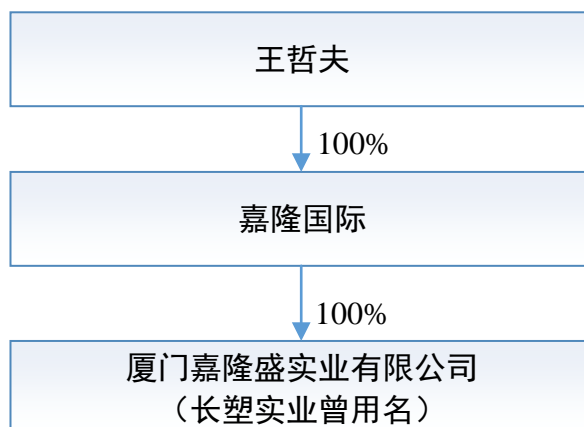 王哲夫
100%
嘉隆国际
100%
厦门嘉隆盛实业有限公司
（长塑实业曾用名）